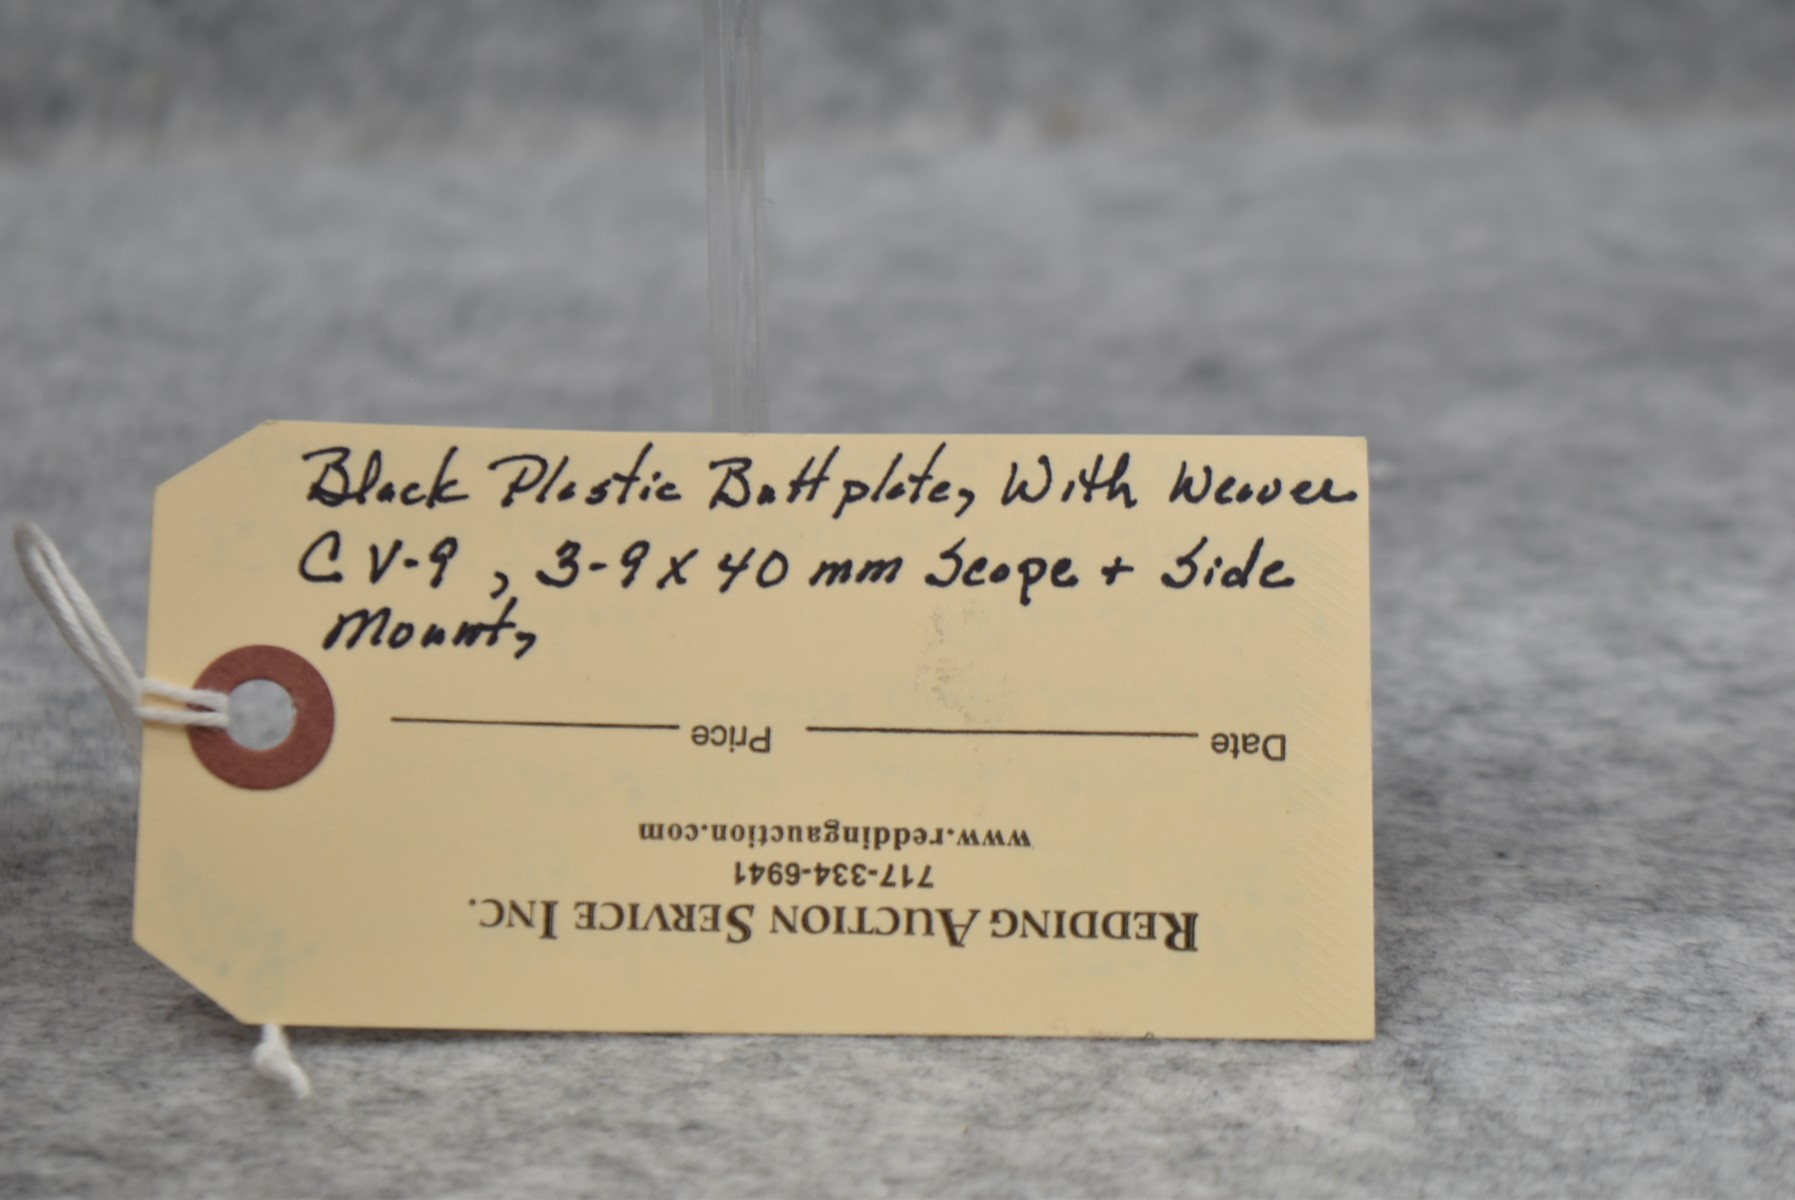 Black Plastic Buttplate, With Weaver
CV-9, 3-9x40 mm Scope + Side
Mount,
REDDING AUCTION SERVICE INC.
717-334-6941
www.reddingauction.com
Date Price